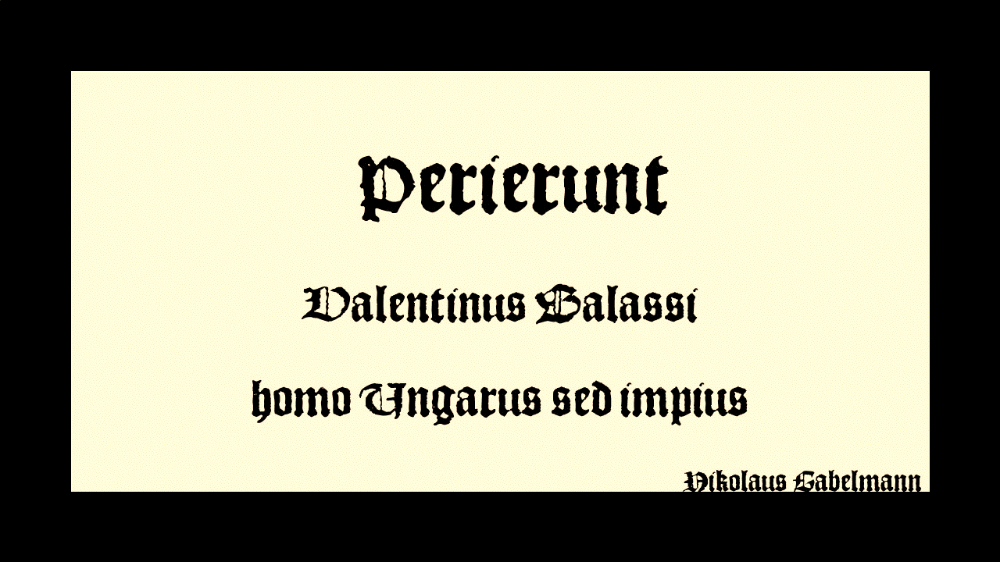 Perierunt
Valentinus Balassi
homo Ungarus sed impius
Nikolaus Gabelmann